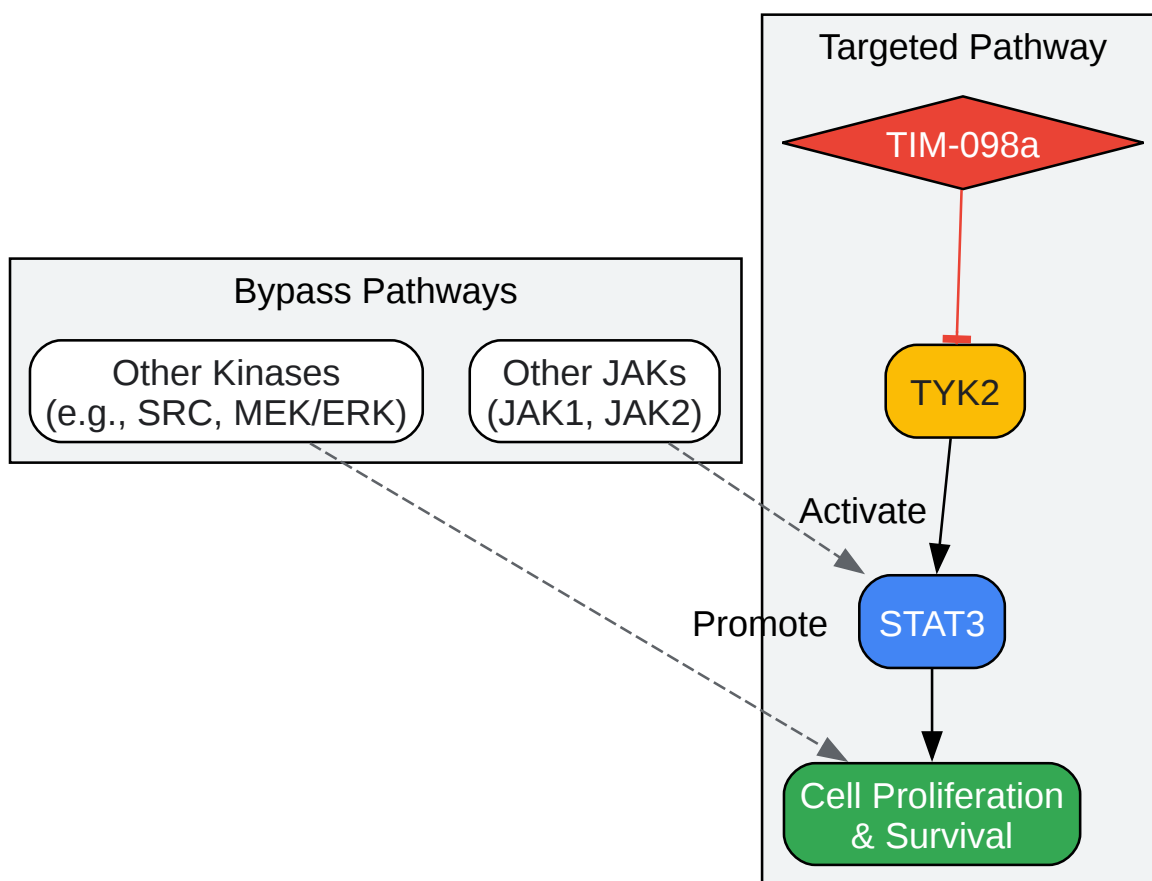 Targeted Pathway
TIM-098a
Bypass Pathways
Other Kinases
(e.g., SRC, MEK/ERK)
Other JAKs
(JAK1, JAK2)
TYK2
Activate
Promote
STAT3
Cell Proliferation
& Survival